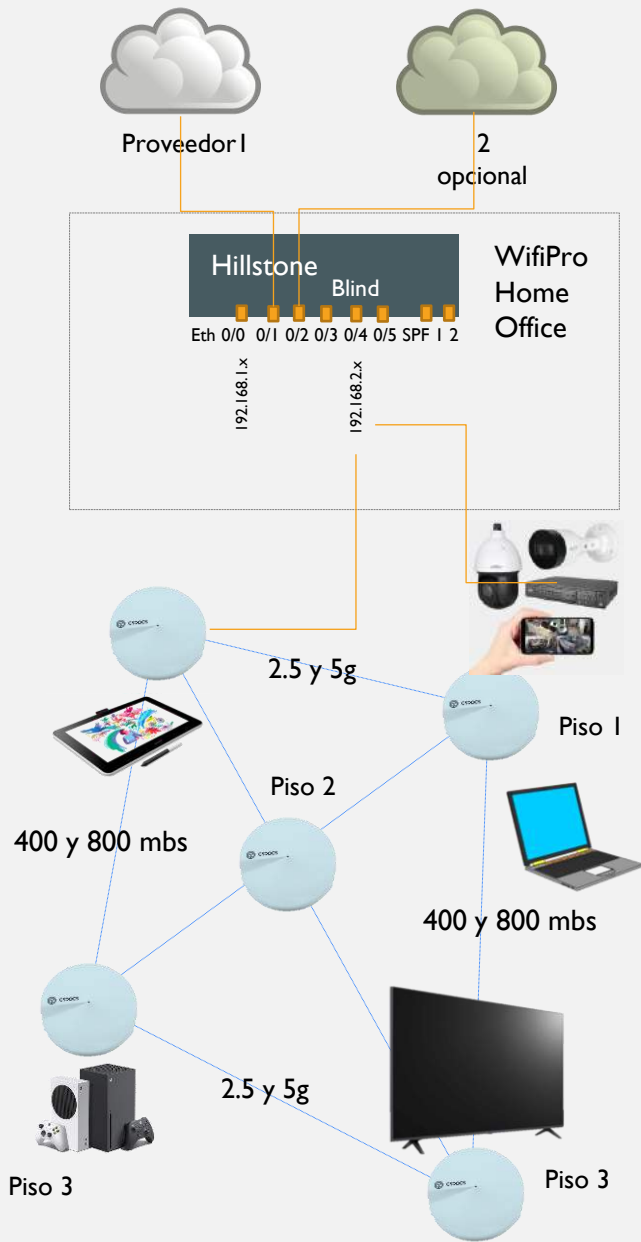 Proveedor1
2
opcional
Hillstone
Blind
WifiPro
Home
Office
Eth 0/0 0/1 0/2 0/3 0/4 0/5 SPF 1 2
192.168.1.x
192.168.2.x
2.5 y 5g
Piso 1
Piso 2
400 y 800 mbs
400 y 800 mbs
2.5 y 5g
Piso 3
Piso 3